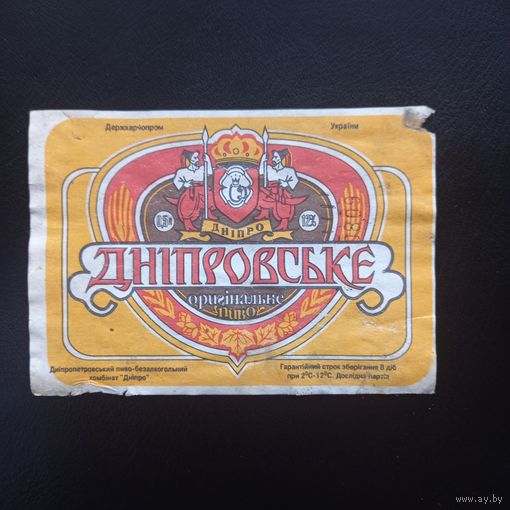 Держхарчопром
України
0,5л
12%
ДНІПРО
ДНІПРОВСЬКЕ
оригінальне
пиво
Дніпропетровський пиво-безалкогольний
комбінат "Дніпро"
Гарантійний строк зберігання 8 діб
при 2°С-12°С. Дослідна партія
© www.ay.by